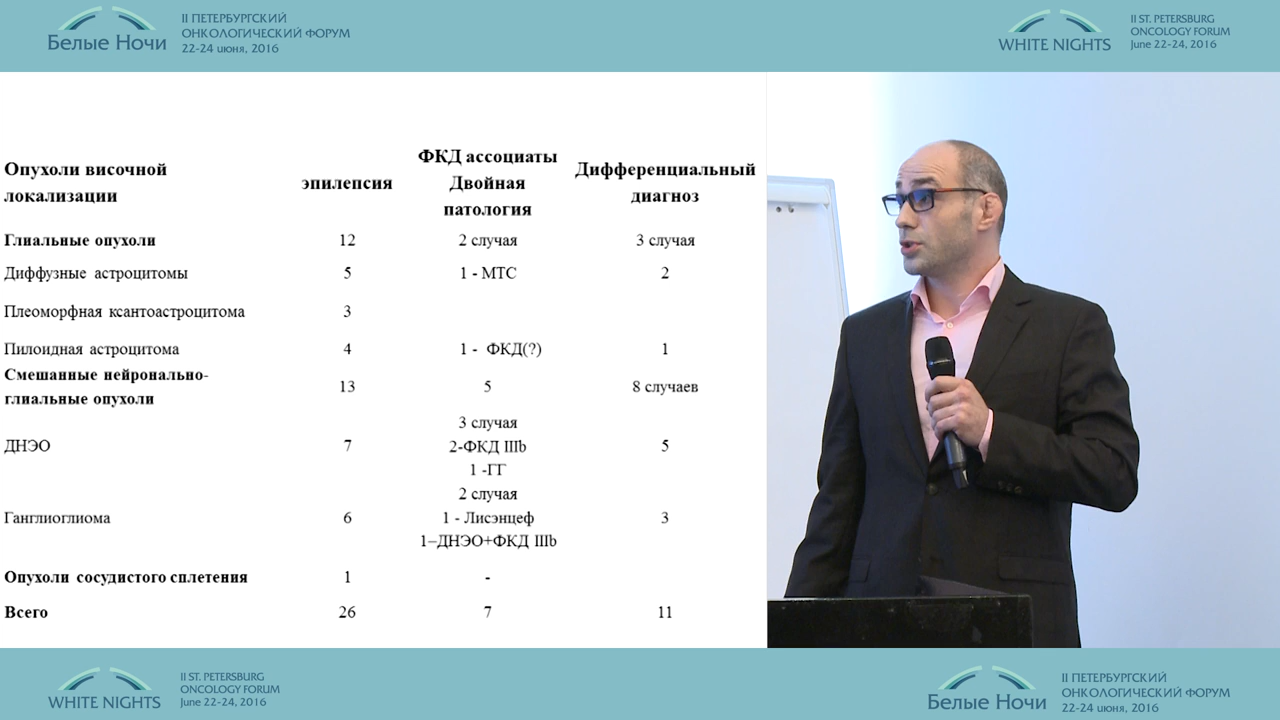 Белые Ночи
II ПЕТЕРБУРГСКИЙ
ОНКОЛОГИЧЕСКИЙ ФОРУМ
22-24 июня, 2016
WHITE NIGHTS
II ST. PETERSBURG
ONCOLOGY FORUM
June 22-24, 2016
Опухоли височной
локализации
эпилепсия
ФКД ассоциаты
Двойная
патология
Дифференциальный
диагноз
Глиальные опухоли 12 2 случая 3 случая
Диффузные астроцитомы 5 1 - МТС 2
Плеоморфная ксантоастроцитома 3
Пилоидная астроцитома 4 1 - ФКД(?) 1
Смешанные нейронально-
глиальные опухоли 13 5 8 случаев
ДНЭО 7
3 случая
2-ФКД IIIb
1 -ГГ
5
Ганглиоглиома 6
2 случая
1 - Лисэнцеф
1–ДНЭО+ФКД IIIb
3
Опухоли сосудистого сплетения 1 -
Всего 26 7 11
WHITE NIGHTS
II ST. PETERSBURG
ONCOLOGY FORUM
June 22-24, 2016
Белые Ночи
II ПЕТЕРБУРГСКИЙ
ОНКОЛОГИЧЕСКИЙ ФОРУМ
22-24 июня, 2016